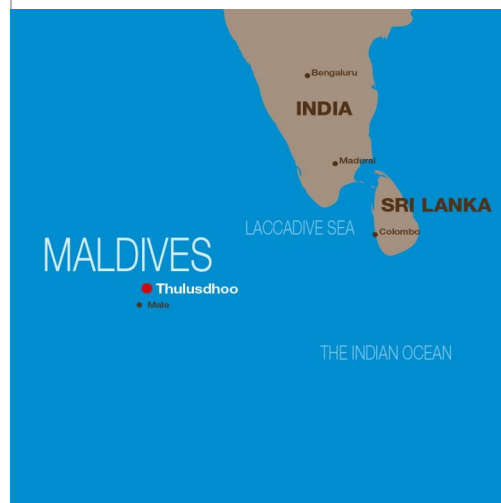 Bengaluru
INDIA
Madurai
SRI LANKA
LACCADIVE SEA
Colombo
MALDIVES
Thulusdhoo
Male
THE INDIAN OCEAN